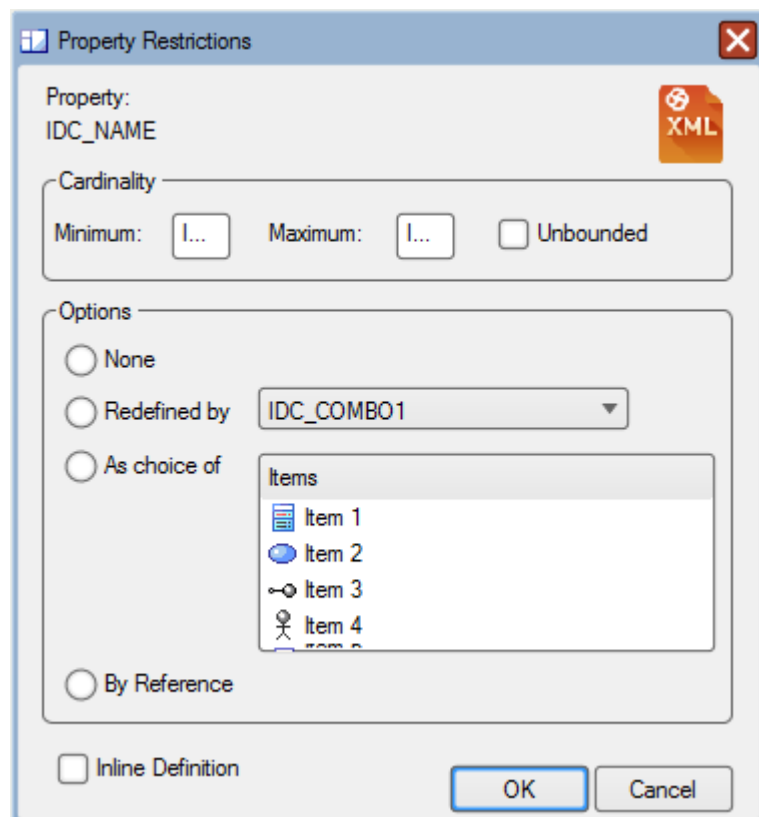 Property Restrictions
Property:
IDC_NAME
XML
Cardinality
Minimum: I... Maximum: I... Unbounded
Options
None
Redefined by IDC_COMBO1
As choice of
Items
Item 1
Item 2
Item 3
Item 4
By Reference
Inline Definition
OK Cancel